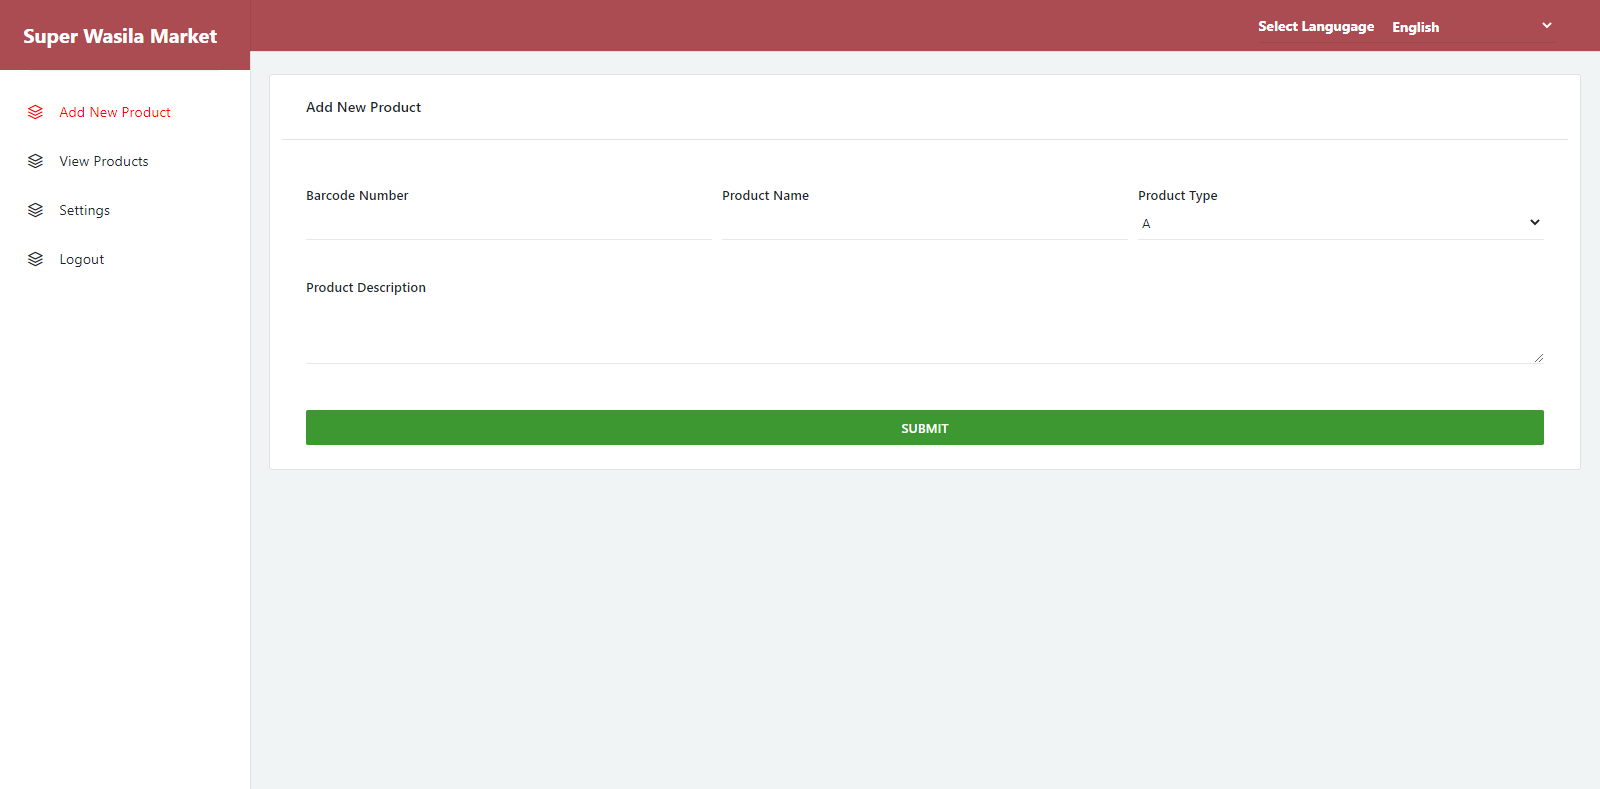 Super Wasila Market
Select Langugage English
Add New Product
View Products
Settings
Logout
Add New Product
Barcode Number
Product Name
Product Type
A
Product Description
SUBMIT